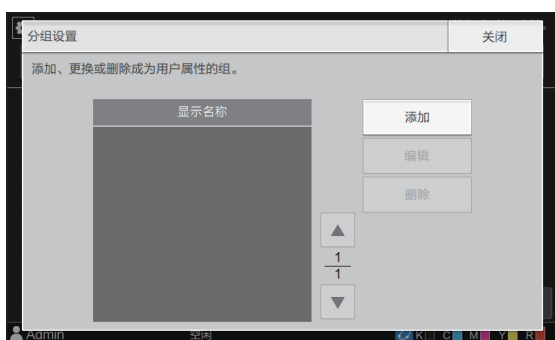 分组设置
关闭
添加、更换或删除成为用户属性的组。
显示名称
添加
编辑
删除
1
1
Admin
空闲
K C M Y R